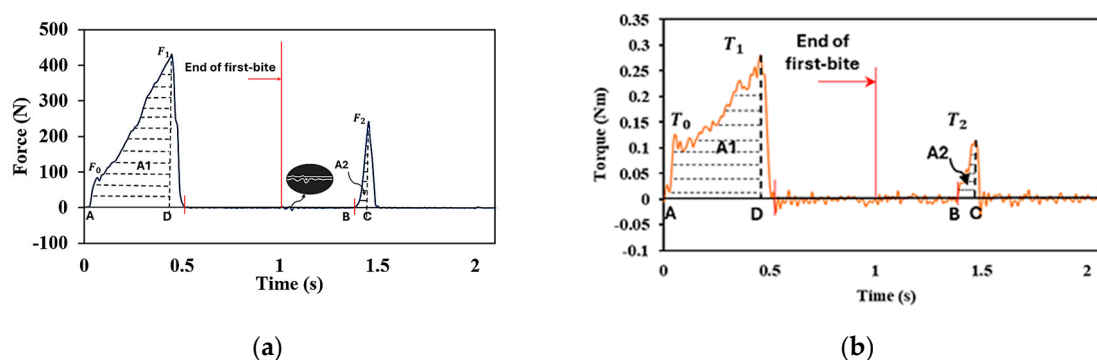 500
400
300
200
100
0
-100
Force (N)
F₁
F₀
F₂
End of first-bite
A1
A2
A
D
B
C
0
0.5
1
1.5
2
Time (s)
(a)
0.35
0.3
0.25
0.2
0.15
0.1
0.05
0
-0.05
-0.1
Torque (Nm)
T₁
T₀
T₂
End of
first-bite
A1
A2
A
D
B
C
0
0.5
1
1.5
2
Time (s)
(b)